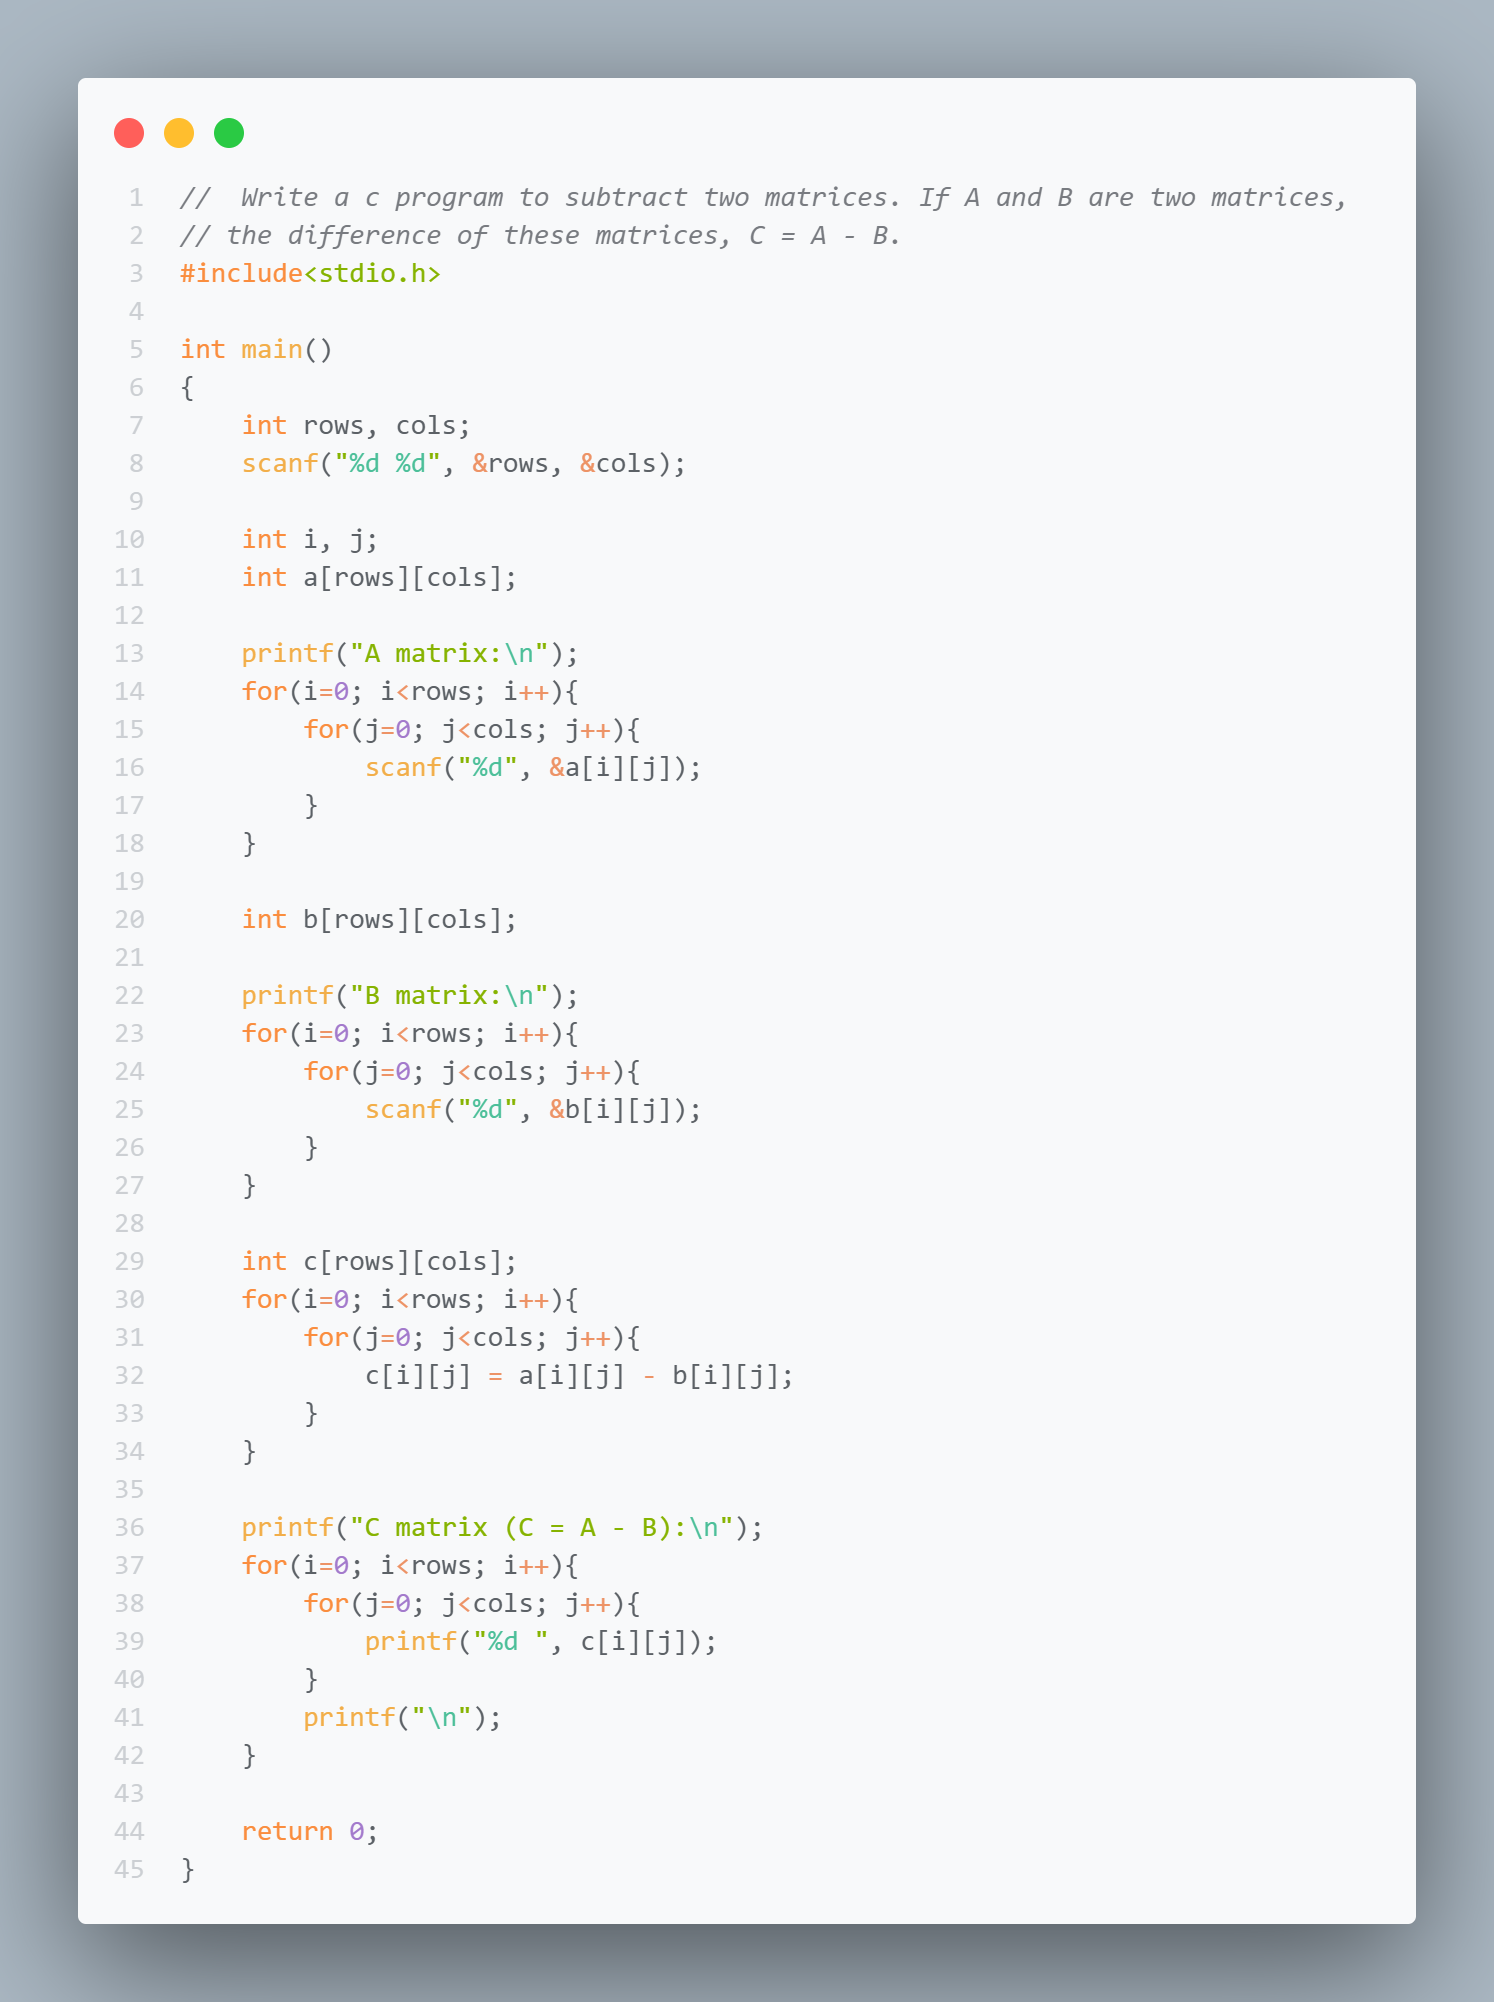 1 //  Write a c program to subtract two matrices. If A and B are two matrices,
2 // the difference of these matrices, C = A - B.
3 #include<stdio.h>
4
5 int main()
6 {
7     int rows, cols;
8     scanf("%d %d", &rows, &cols);
9
10     int i, j;
11     int a[rows][cols];
12
13     printf("A matrix:\n");
14     for(i=0; i<rows; i++){
15         for(j=0; j<cols; j++){
16             scanf("%d", &a[i][j]);
17         }
18     }
19
20     int b[rows][cols];
21
22     printf("B matrix:\n");
23     for(i=0; i<rows; i++){
24         for(j=0; j<cols; j++){
25             scanf("%d", &b[i][j]);
26         }
27     }
28
29     int c[rows][cols];
30     for(i=0; i<rows; i++){
31         for(j=0; j<cols; j++){
32             c[i][j] = a[i][j] - b[i][j];
33         }
34     }
35
36     printf("C matrix (C = A - B):\n");
37     for(i=0; i<rows; i++){
38         for(j=0; j<cols; j++){
39             printf("%d ", c[i][j]);
40         }
41         printf("\n");
42     }
43
44     return 0;
45 }